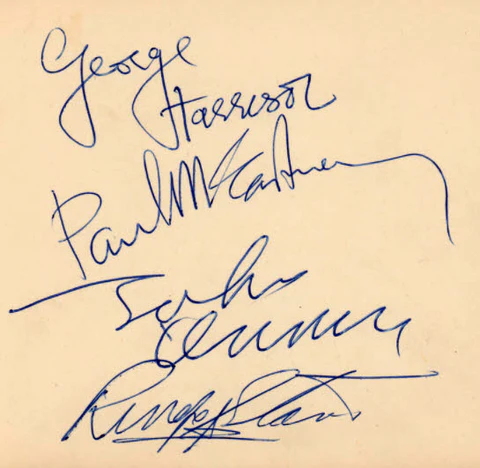 George
Harrison
Paul McCartney
John
Lennon
Ringo Starr